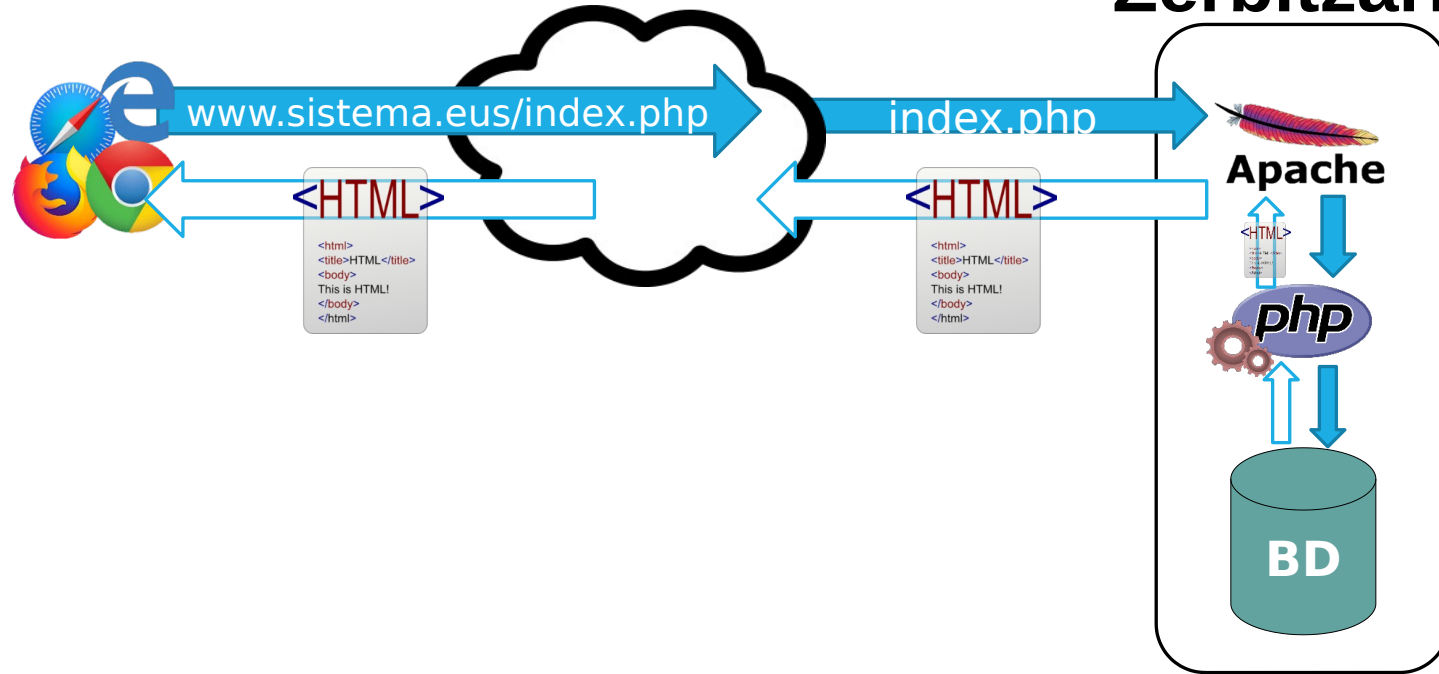 www.sistema.eus/index.php
index.php
Apache
<HTML>
<html>
<title>HTML</title>
<body>
This is HTML!
</body>
</html>
<HTML>
<html>
<title>HTML</title>
<body>
This is HTML!
</body>
</html>
<HTML>
php
BD